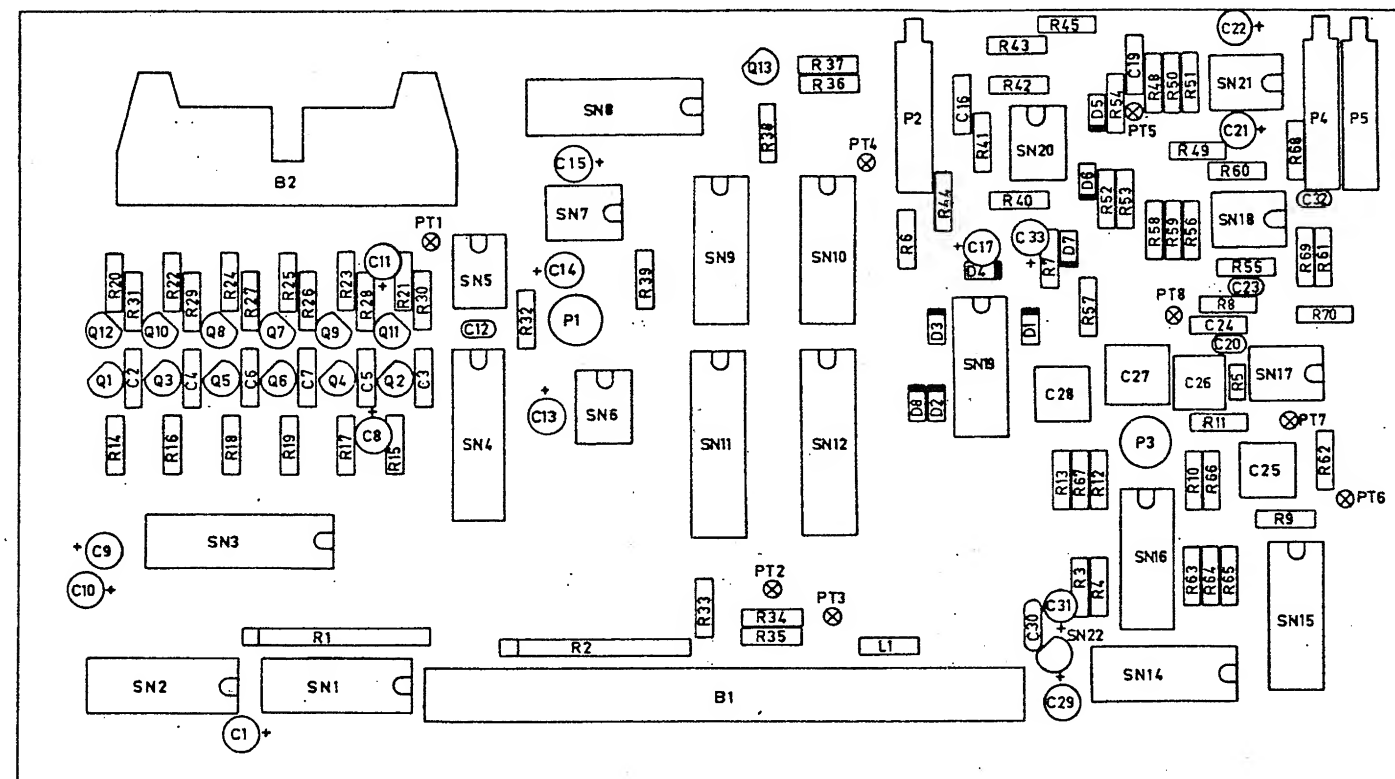 R45
C22
R43
Q13
R37
R36
SN8
P2
C16
R42
D5
R54
C19
R48
R50
R51
SN21
P4
P5
PT5
B2
R38
PT4
R41
SN20
C21
R49
R68
C15
R60
D6
R44
R52
R53
SN7
R40
SN18
C32
PT1
SN9
SN10
R6
R58
R59
R56
SN5
C17
C33
R7
D7
D4
R69
R61
C11
R20
R31
R22
R29
R24
R27
R25
R26
R23
R28
R21
R30
C14
R39
R55
C23
R8
R57
PT8
R70
C24
R32
P1
D3
D1
C20
C12
Q12
Q10
Q8
Q7
Q9
Q11
SN19
Q1
C2
Q3
C4
Q5
C6
Q6
C7
Q4
C5
Q2
C3
C27
C26
R5
SN17
C28
D8
D2
C13
SN6
R11
PT7
C8
P3
R14
R16
R18
R19
R17
R15
SN4
SN11
SN12
R62
C25
R13
R67
R12
R10
R66
PT6
R9
SN3
C9
C10
SN16
PT2
R3
R4
R63
R64
R65
R33
R34
PT3
C31
SN15
R1
R35
C30
SN22
R2
L1
SN2
SN1
B1
SN14
C29
C1